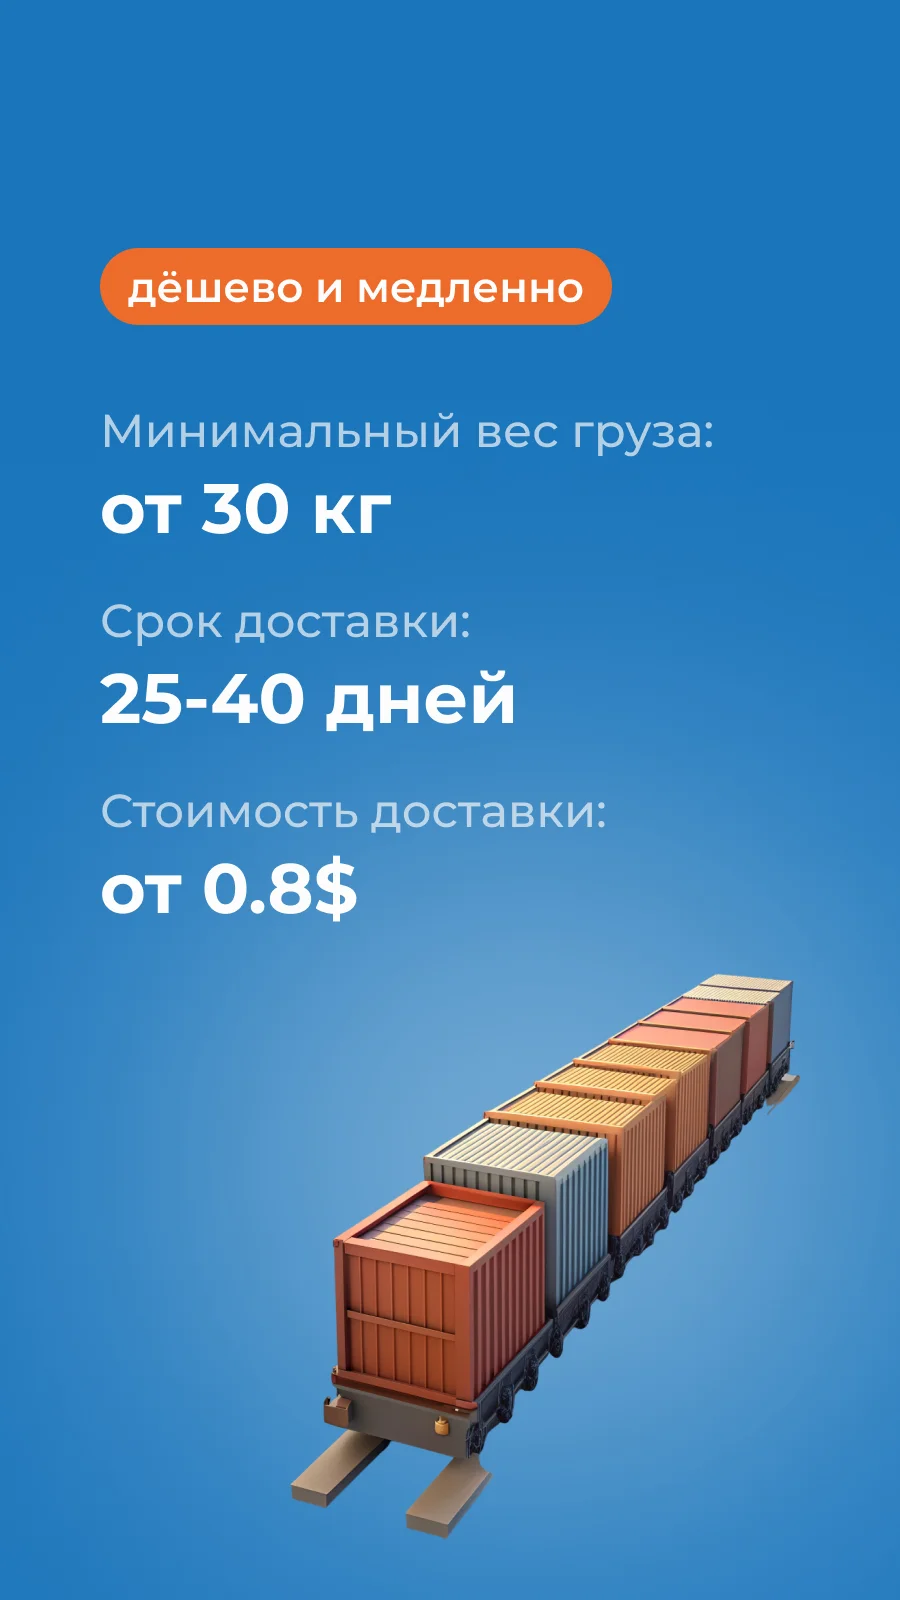 дёшево и медленно
Минимальный вес груза:
от 30 кг
Срок доставки:
25-40 дней
Стоимость доставки:
от 0.8$